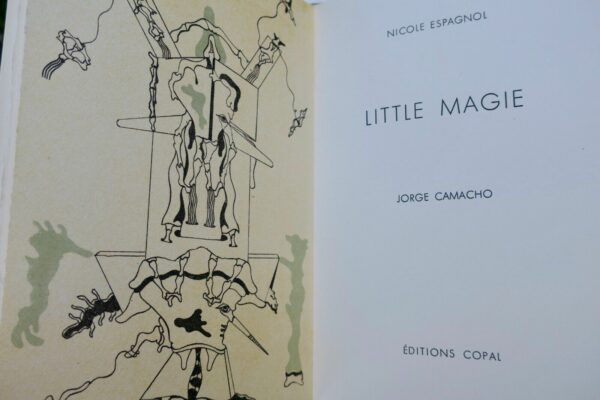 NICOLE ESPAGNOL
LITTLE MAGIE
JORGE CAMACHO
ÉDITIONS COPAL